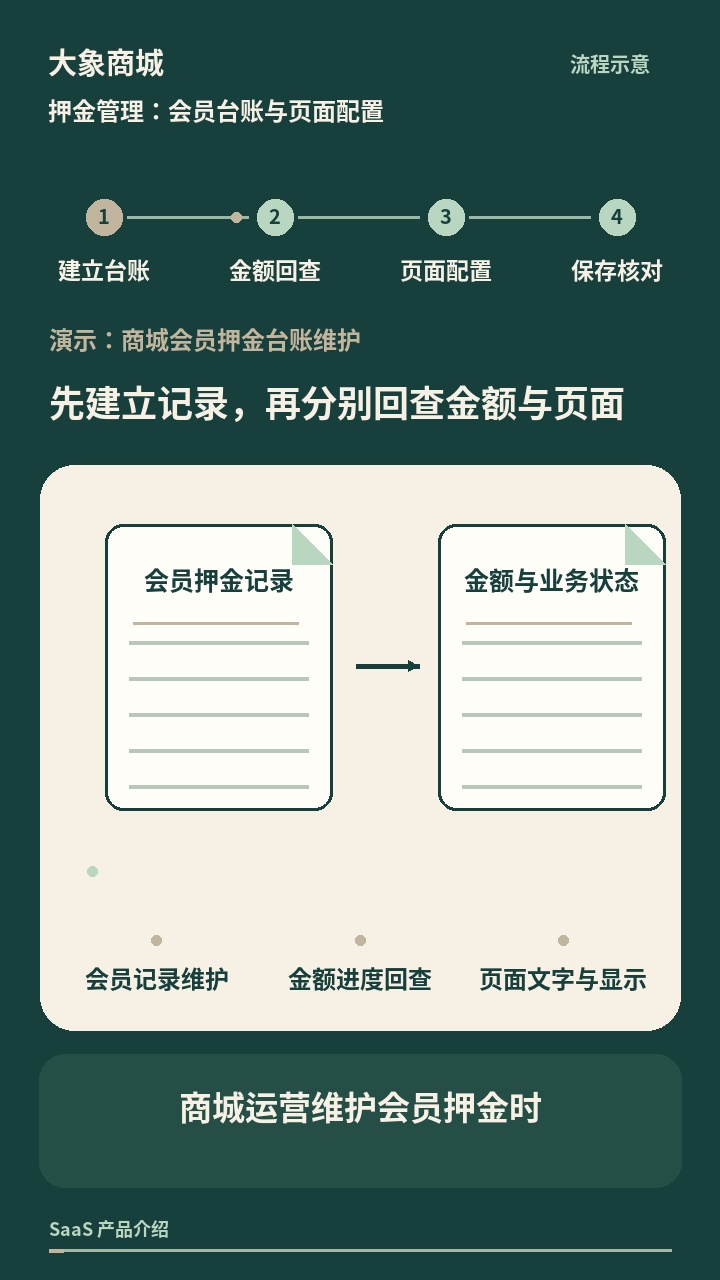 大象商城
流程示意
押金管理：会员台账与页面配置
1 2 3 4
建立台账 金额回查 页面配置 保存核对
演示：商城会员押金台账维护
先建立记录，再分别回查金额与页面
会员押金记录
金额与业务状态
会员记录维护 金额进度回查 页面文字与显示
商城运营维护会员押金时
SaaS 产品介绍